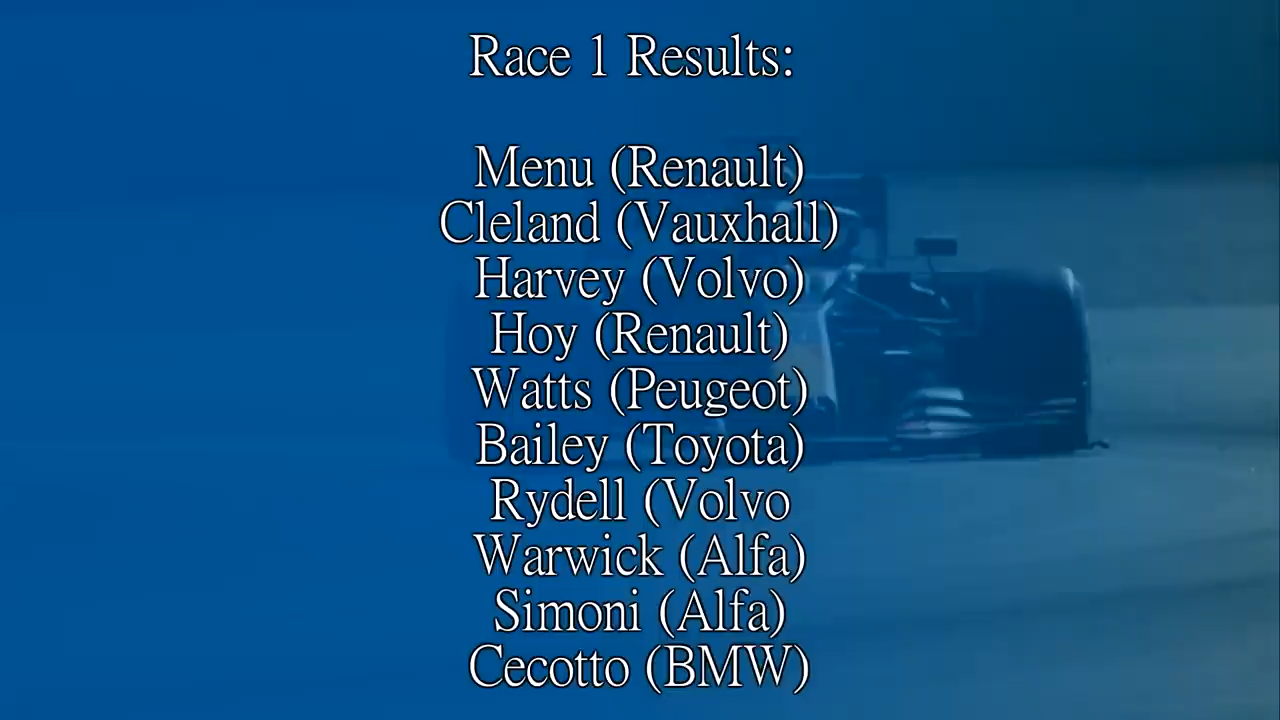 Race 1 Results:
Menu (Renault)
Cleland (Vauxhall)
Harvey (Volvo)
Hoy (Renault)
Watts (Peugeot)
Bailey (Toyota)
Rydell (Volvo
Warwick (Alfa)
Simoni (Alfa)
Cecotto (BMW)